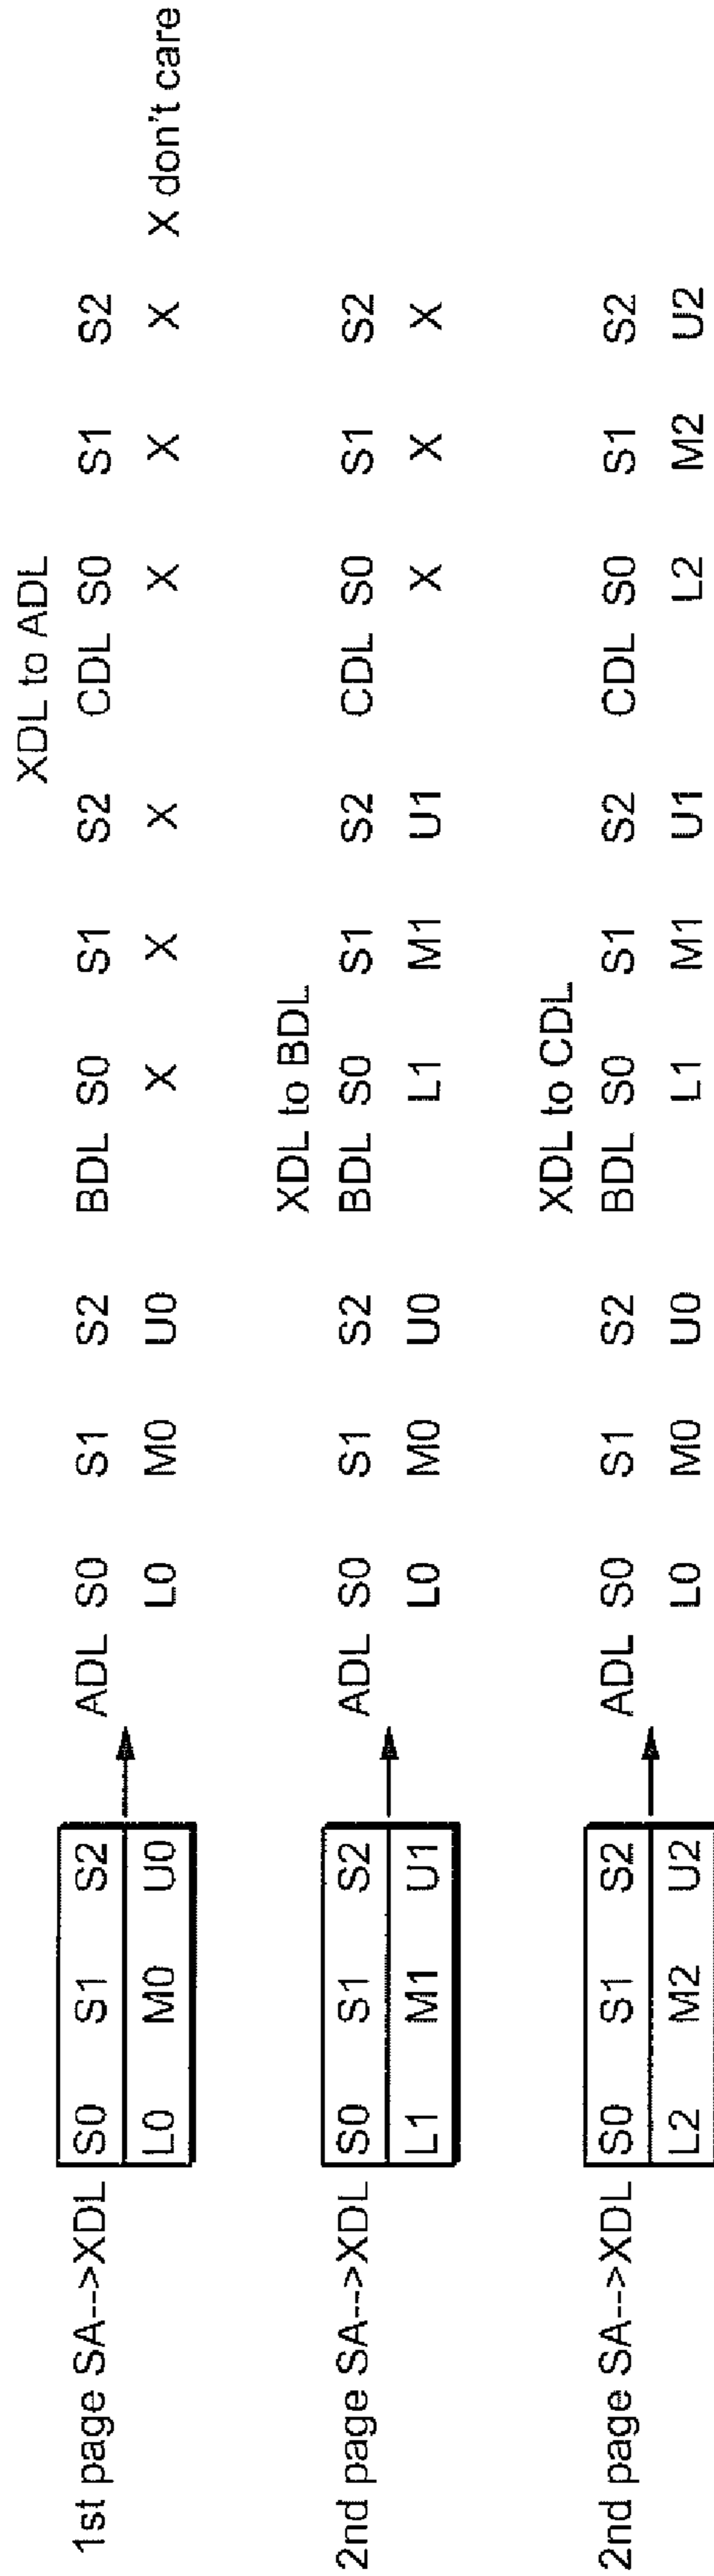 XDL to ADL
1st page SA-->XDL S0 S1 S2 ADL S0 S1 S2 BDL S0 S1 S2 CDL S0 S1 S2
L0 M0 U0 L0 M0 U0 X X X X X X X don't care
XDL to BDL
2nd page SA-->XDL S0 S1 S2 ADL S0 S1 S2 BDL S0 S1 S2 CDL S0 S1 S2
L1 M1 U1 L0 M0 U0 L1 M1 U1 X X X
XDL to CDL
2nd page SA-->XDL S0 S1 S2 ADL S0 S1 S2 BDL S0 S1 S2 CDL S0 S1 S2
L2 M2 U2 L0 M0 U0 L1 M1 U1 L2 M2 U2